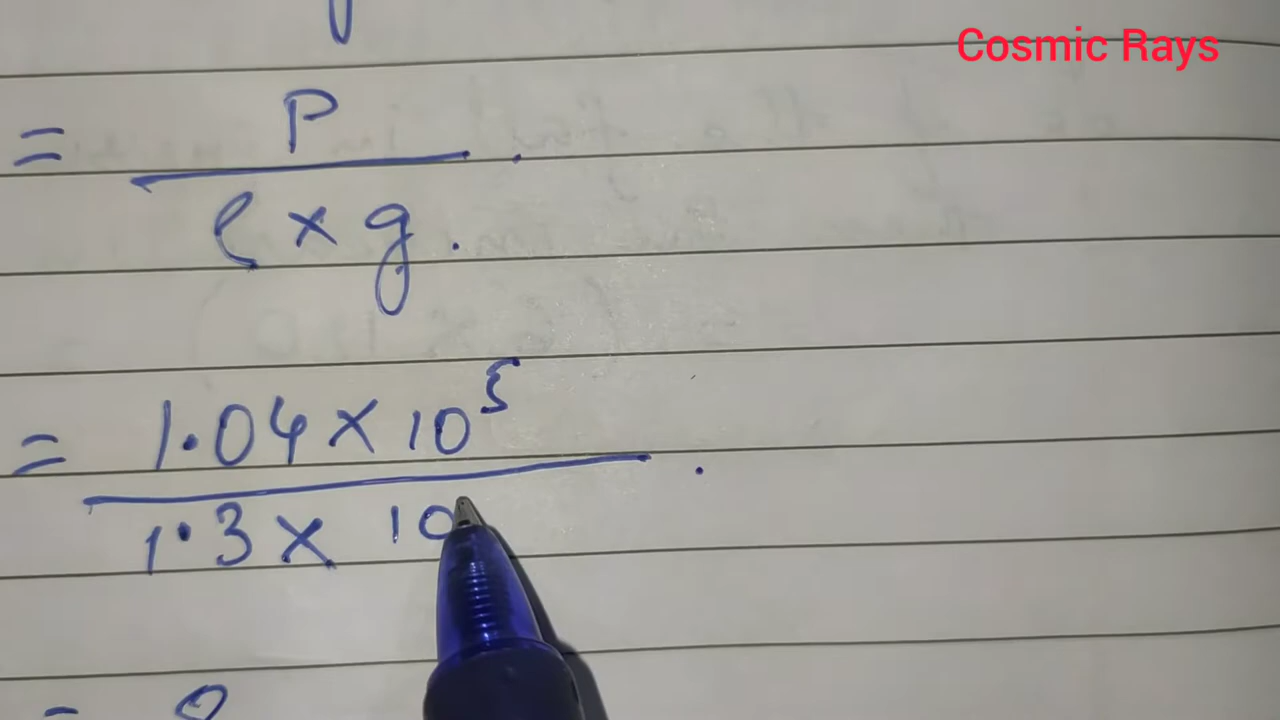 Cosmic Rays
= P
ρ × g.
= 1.04 × 10⁵
1.3 × 10
=